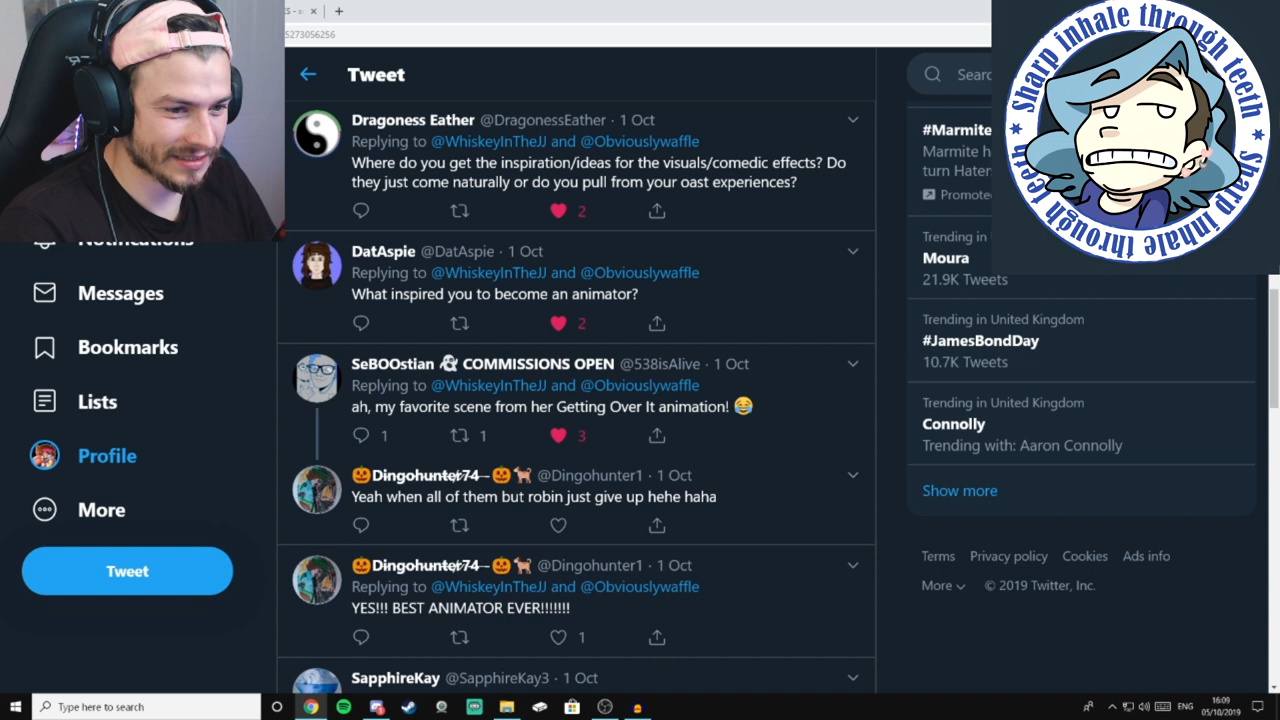 5273056256
Tweet
Searc
Dragoness Eather @DragonessEather · 1 Oct
Replying to @WhiskeyInTheJJ and @Obviouslywaffle
Where do you get the inspiration/ideas for the visuals/comedic effects? Do
they just come naturally or do you pull from your oast experiences?
2
DatAspie @DatAspie · 1 Oct
Replying to @WhiskeyInTheJJ and @Obviouslywaffle
What inspired you to become an animator?
2
SeBOOstian 👻 COMMISSIONS OPEN @538isAlive · 1 Oct
Replying to @WhiskeyInTheJJ and @Obviouslywaffle
ah, my favorite scene from her Getting Over It animation! 😂
1 1 3
🎃Dingohunter74 🎃🐕 @Dingohunter1 · 1 Oct
Yeah when all of them but robin just give up hehe haha
🎃Dingohunter74 🎃🐕 @Dingohunter1 · 1 Oct
Replying to @WhiskeyInTheJJ and @Obviouslywaffle
YES!!! BEST ANIMATOR EVER!!!!!!!
1
SapphireKay @SapphireKay3 · 1 Oct
Notifications
Messages
Bookmarks
Lists
Profile
More
Tweet
Sharp inhale through teeth
Sharp inhale through teeth
#Marmite
Marmite h
turn Hater
Promote
Trending in
Moura
21.9K Tweets
Trending in United Kingdom
#JamesBondDay
10.7K Tweets
Trending in United Kingdom
Connolly
Trending with: Aaron Connolly
Show more
Terms Privacy policy Cookies Ads info
More © 2019 Twitter, Inc.
Type here to search
ENG
16:09
05/10/2019